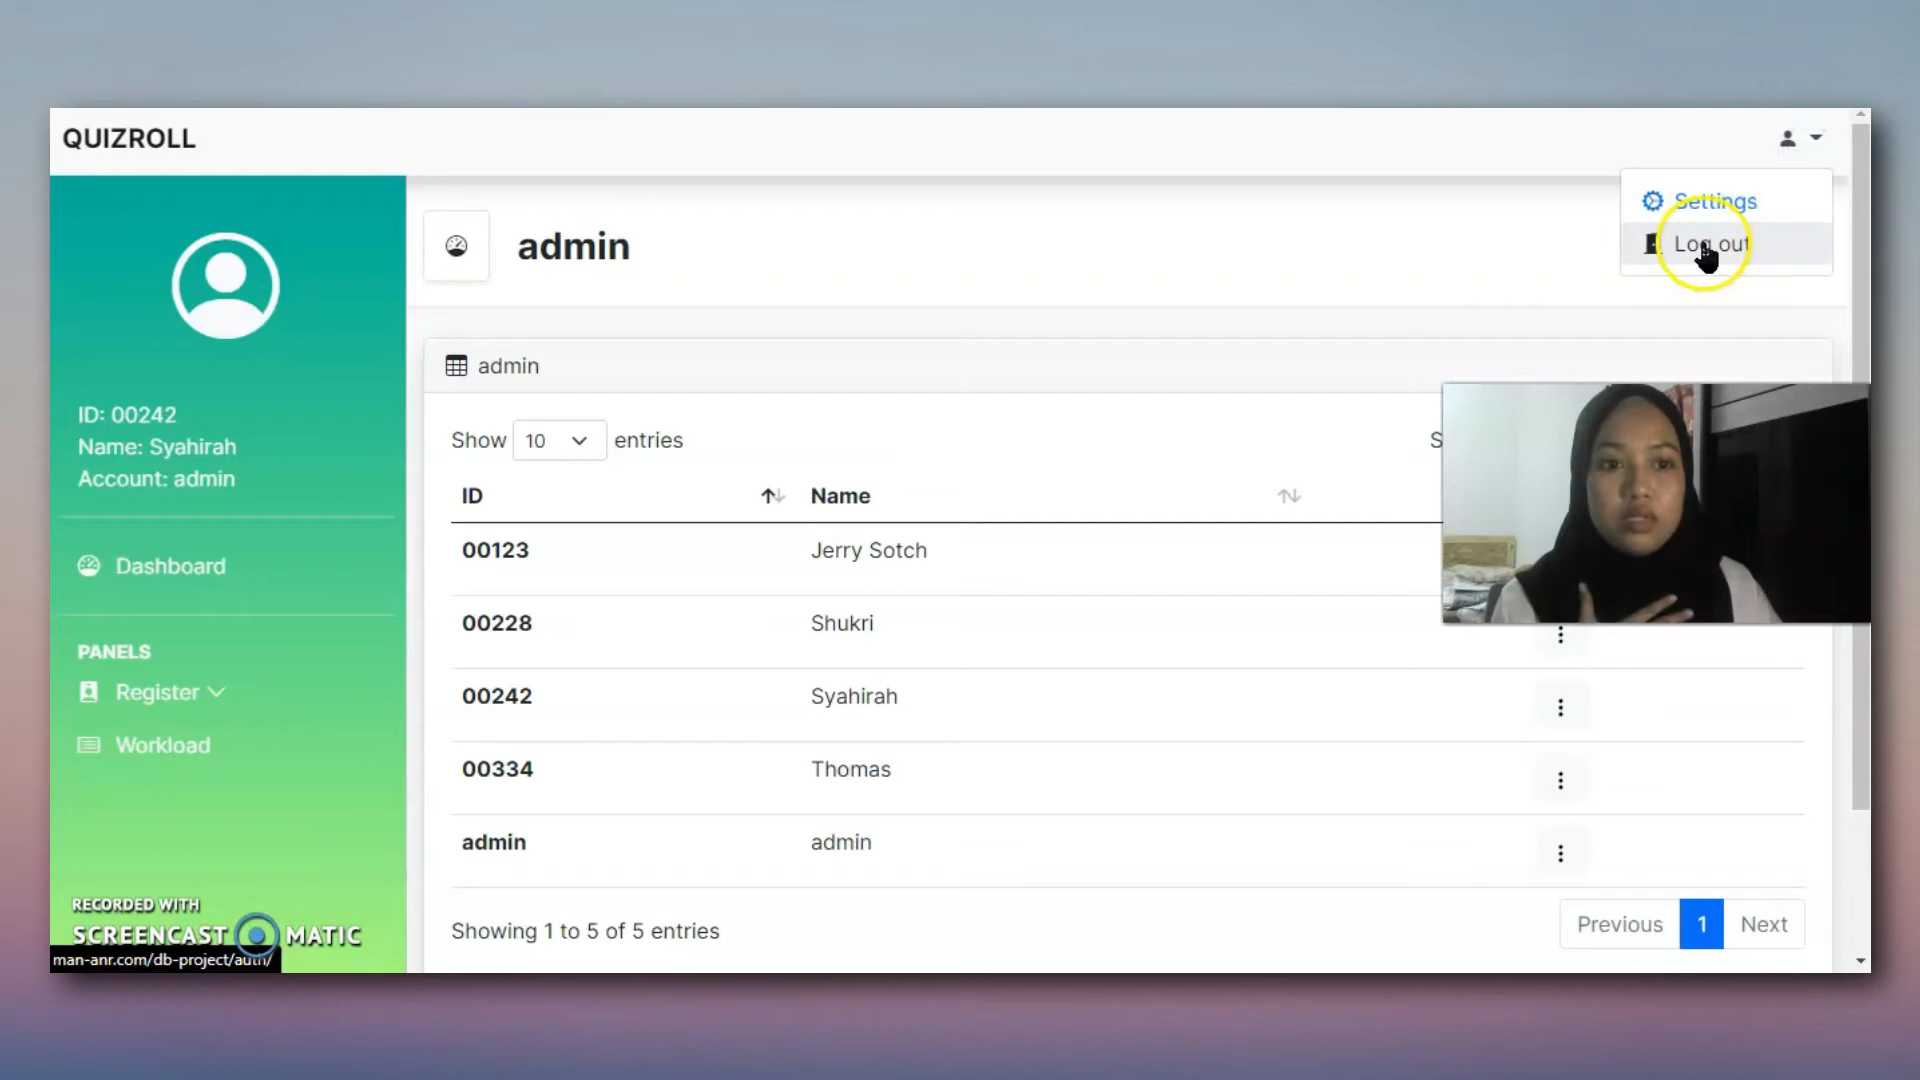 QUIZROLL
Settings
Log out
admin
ID: 00242
Name: Syahirah
Account: admin
Dashboard
PANELS
Register
Workload
admin
Show 10 entries
S
ID Name
00123 Jerry Sotch
00228 Shukri
00242 Syahirah
00334 Thomas
admin admin
Showing 1 to 5 of 5 entries
Previous 1 Next
RECORDED WITH
SCREENCAST MATIC
man-anr.com/db-project/auth/